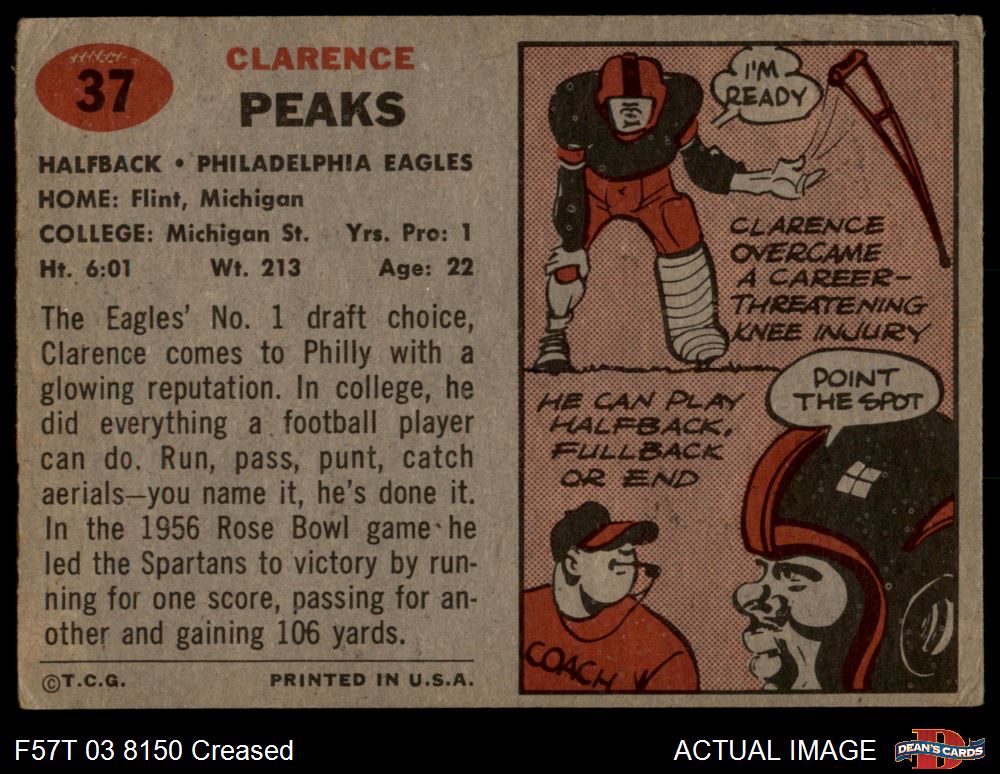 37
CLARENCE
PEAKS
HALFBACK • PHILADELPHIA EAGLES
HOME: Flint, Michigan
COLLEGE: Michigan St. Yrs. Pro: 1
Ht. 6:01 Wt. 213 Age: 22
The Eagles' No. 1 draft choice,
Clarence comes to Philly with a
glowing reputation. In college, he
did everything a football player
can do. Run, pass, punt, catch
aerials—you name it, he's done it.
In the 1956 Rose Bowl game he
led the Spartans to victory by run-
ning for one score, passing for an-
other and gaining 106 yards.
©T.C.G. PRINTED IN U.S.A.
I'M
READY
CLARENCE
OVERCAME
A CAREER-
THREATENING
KNEE INJURY
HE CAN PLAY
HALFBACK,
FULLBACK
OR END
POINT
THE SPOT
COACH
F57T 03 8150 Creased
ACTUAL IMAGE
DEAN'S CARDS